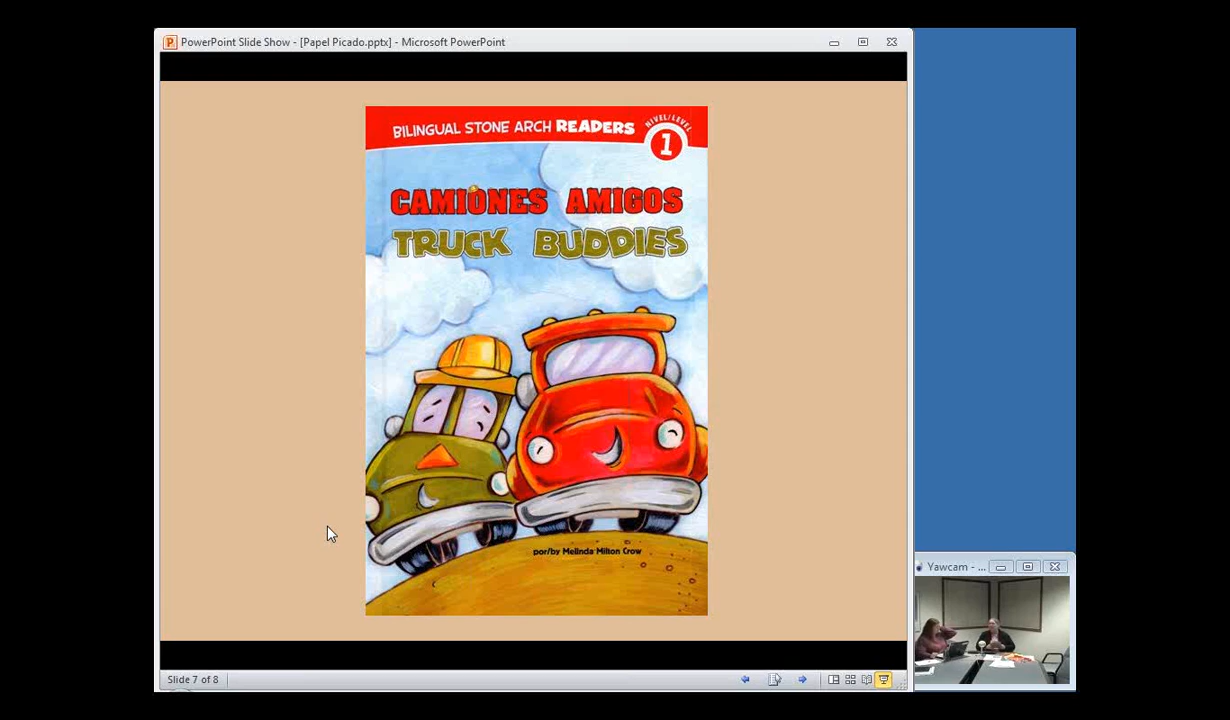 PowerPoint Slide Show - [Papel Picado.pptx] - Microsoft PowerPoint
BILINGUAL STONE ARCH READERS
NIVEL/LEVEL
1
CAMIONES AMIGOS
TRUCK BUDDIES
por/by Melinda Milton Crow
Yawcam - ...
Slide 7 of 8